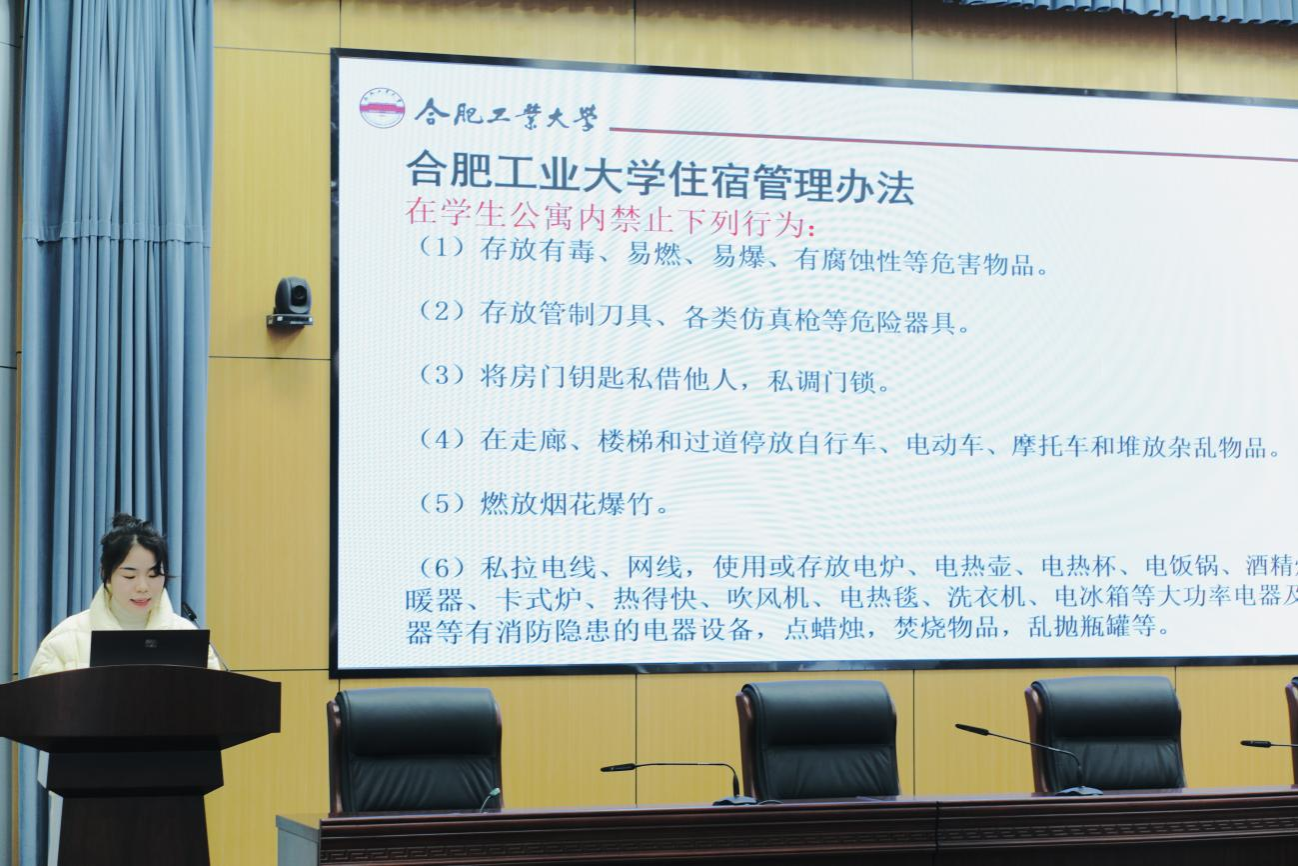 合肥工业大学
合肥工业大学住宿管理办法
在学生公寓内禁止下列行为：
（1）存放有毒、易燃、易爆、有腐蚀性等危害物品。
（2）存放管制刀具、各类仿真枪等危险器具。
（3）将房门钥匙私借他人，私调门锁。
（4）在走廊、楼梯和过道停放自行车、电动车、摩托车和堆放杂乱物品。
（5）燃放烟花爆竹。
（6）私拉电线、网线，使用或存放电炉、电热壶、电热杯、电饭锅、酒精
暖器、卡式炉、热得快、吹风机、电热毯、洗衣机、电冰箱等大功率电器及
器等有消防隐患的电器设备，点蜡烛，焚烧物品，乱抛瓶罐等。